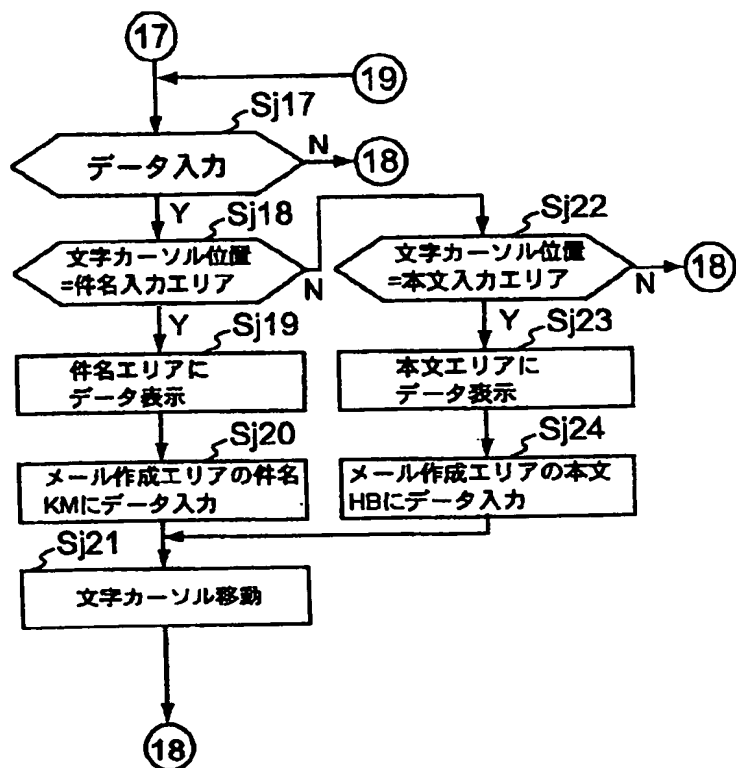 17
19
Sj17
データ入力
N
18
Y
Sj18
文字カーソル位置
=件名入力エリア
N
Sj22
文字カーソル位置
=本文入力エリア
N
18
Y
Sj19
件名エリアに
データ表示
Y
Sj23
本文エリアに
データ表示
Sj20
メール作成エリアの件名
KMにデータ入力
Sj24
メール作成エリアの本文
HBにデータ入力
Sj21
文字カーソル移動
18